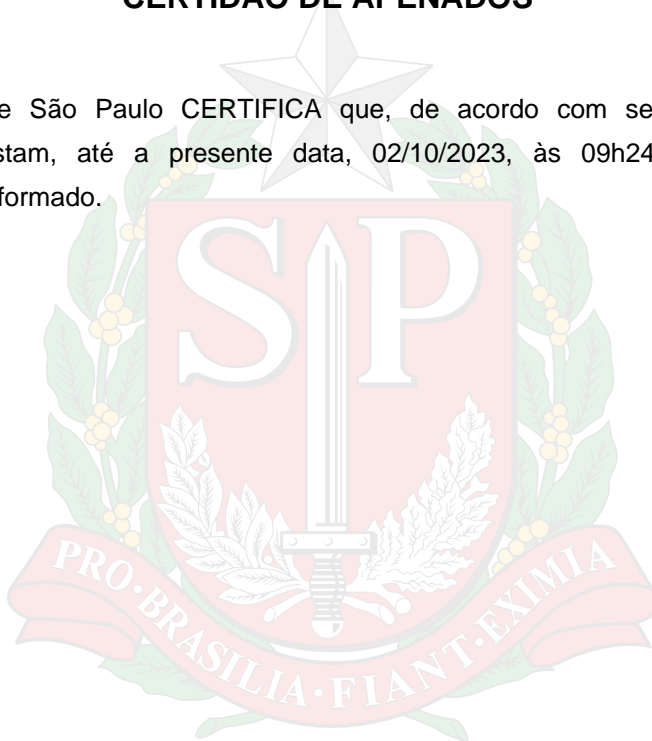 CERTIDÃO DE APENADOS
e São Paulo CERTIFICA que, de acordo com se
stam, até a presente data, 02/10/2023, às 09h24
formado.
SP
PRO·BRASILIA·FIANT·EXIMIA